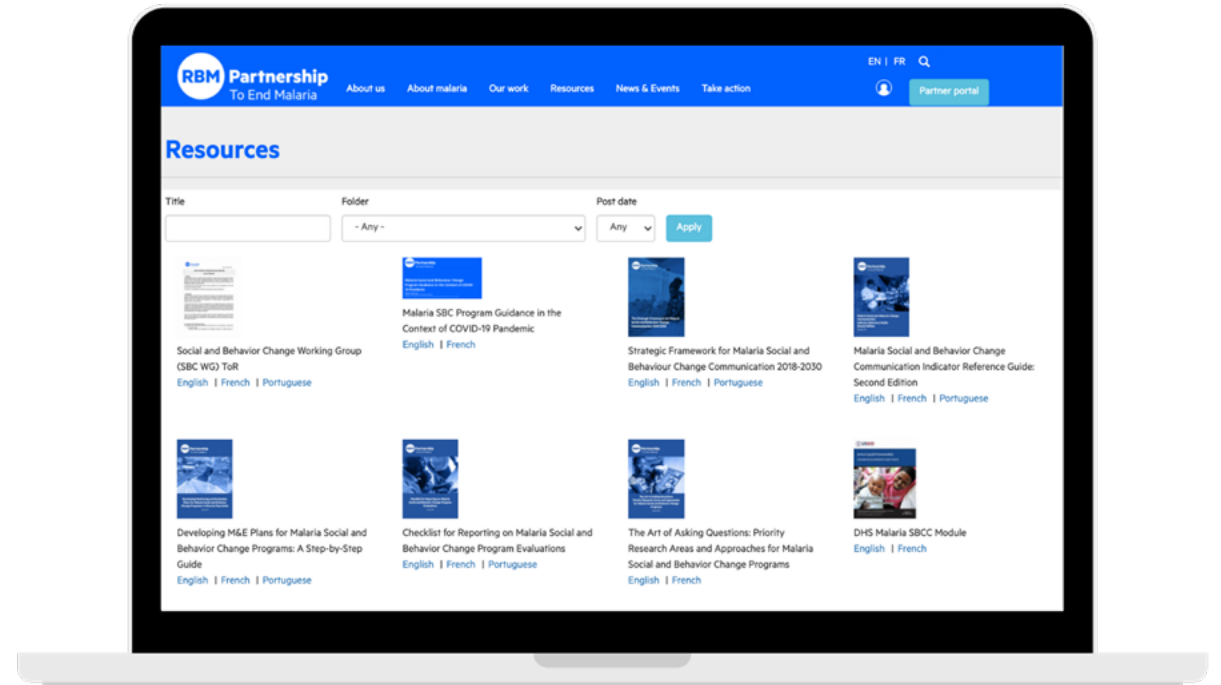 EN | FR
RBM Partnership
To End Malaria
About us
About malaria
Our work
Resources
News & Events
Take action
Partner portal
Resources
Title
Folder
Post date
- Any -
Any
Apply
Social and Behavior Change Working Group
(SBC WG) ToR
English | French | Portuguese
Malaria SBC Program Guidance in the
Context of COVID-19 Pandemic
English | French
Strategic Framework for Malaria Social and
Behaviour Change Communication 2018-2030
English | French | Portuguese
Malaria Social and Behavior Change
Communication Indicator Reference Guide:
Second Edition
English | French | Portuguese
Developing M&E Plans for Malaria Social and
Behavior Change Programs: A Step-by-Step
Guide
English | French | Portuguese
Checklist for Reporting on Malaria Social and
Behavior Change Program Evaluations
English | French | Portuguese
The Art of Asking Questions: Priority
Research Areas and Approaches for Malaria
Social and Behavior Change Programs
English | French
DHS Malaria SBCC Module
English | French